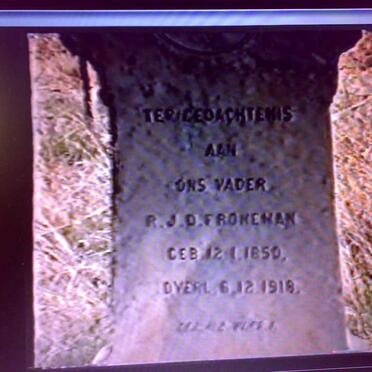 TER GEDACHTENIS
AAN
ONS VADER
R.J.D. FRONEMAN
GEB. 12.1.1850,
OVERL. 6.12.1918,